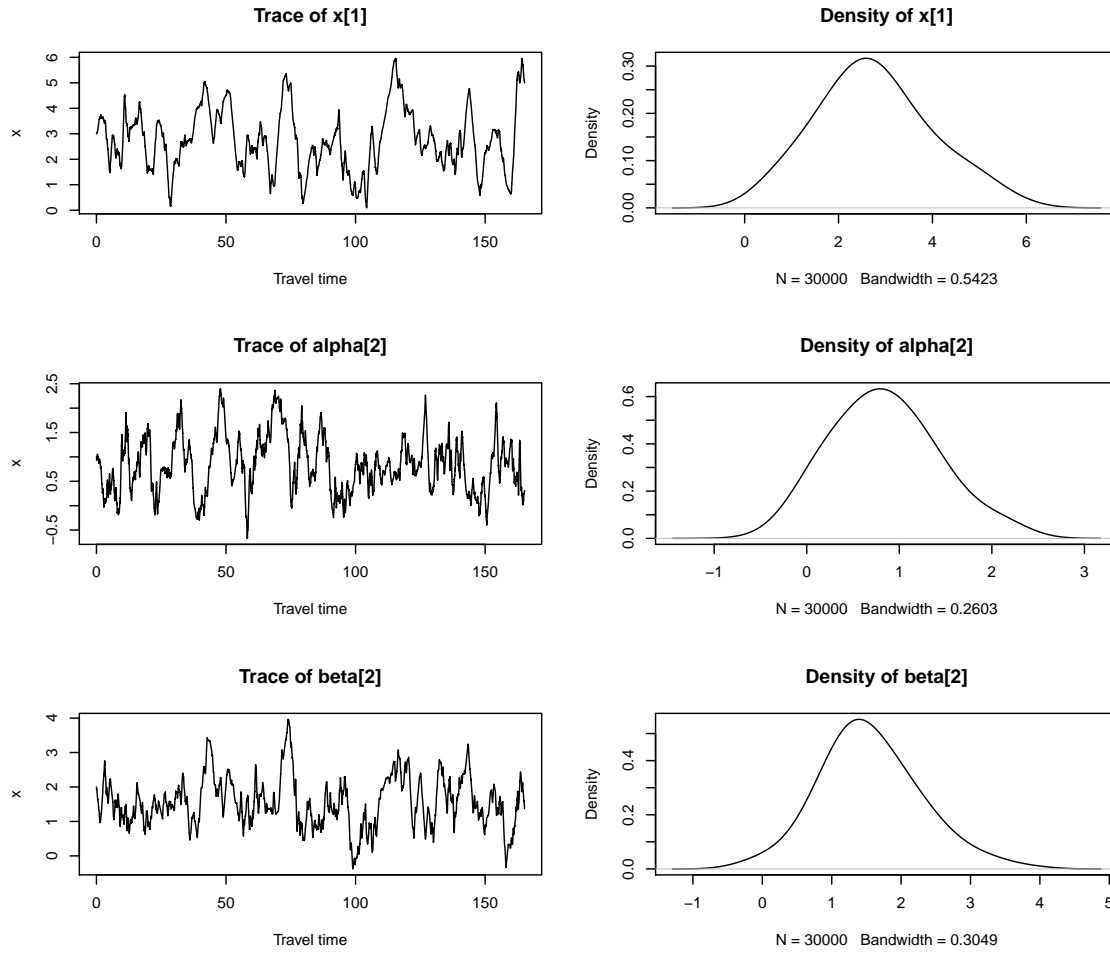 Trace of x[1]
x
0 1 2 3 4 5 6
0 50 100 150
Travel time
Density of x[1]
Density
0.00 0.10 0.20 0.30
0 2 4 6
N = 30000 Bandwidth = 0.5423
Trace of alpha[2]
x
−0.5 0.5 1.5 2.5
0 50 100 150
Travel time
Density of alpha[2]
Density
0.0 0.2 0.4 0.6
−1 0 1 2 3
N = 30000 Bandwidth = 0.2603
Trace of beta[2]
x
0 1 2 3 4
0 50 100 150
Travel time
Density of beta[2]
Density
0.0 0.2 0.4
−1 0 1 2 3 4 5
N = 30000 Bandwidth = 0.3049